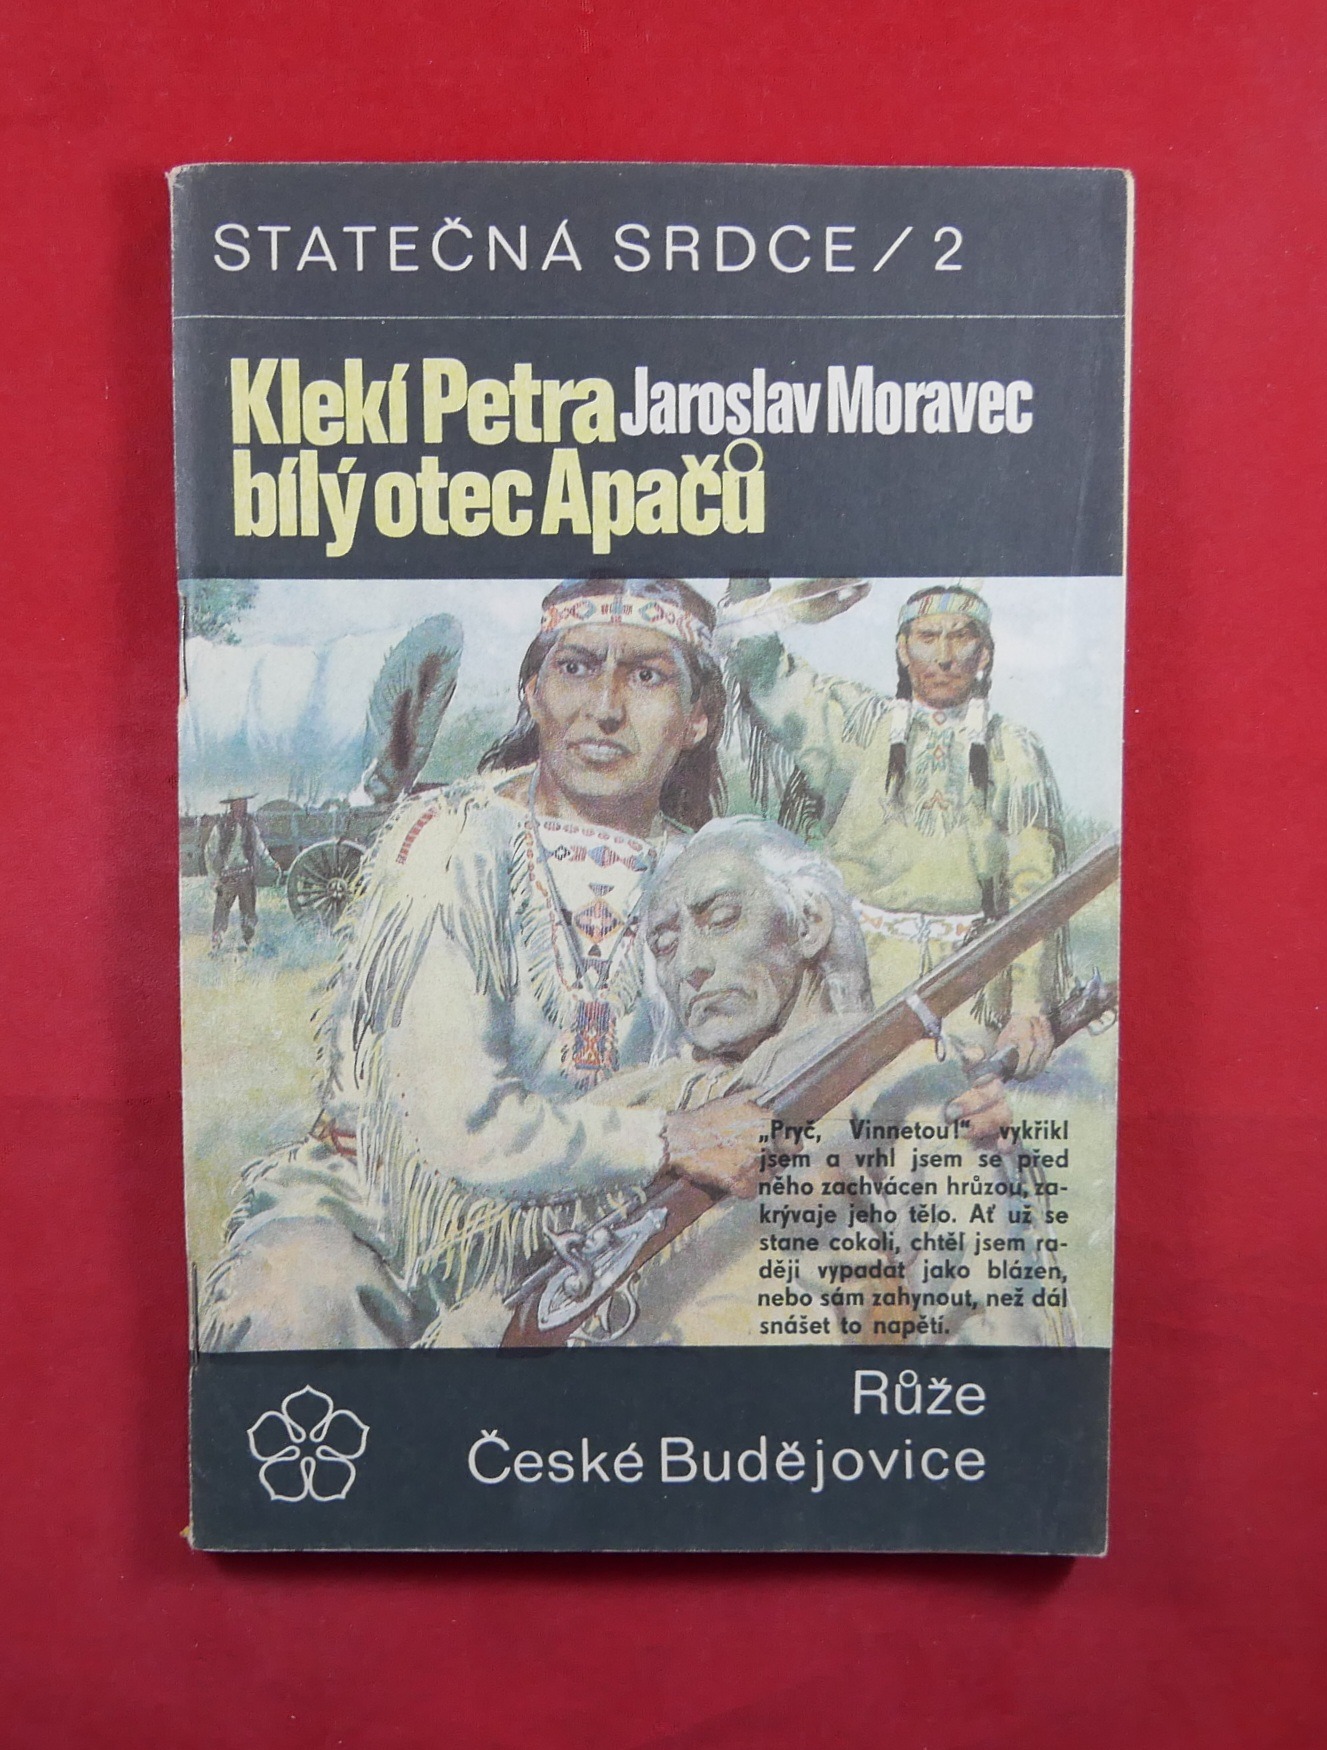 STATEČNÁ SRDCE / 2
Klekí Petra Jaroslav Moravec
bílý otec Apačů
„Pryč, Vinnetou!“ vykřikl
jsem a vrhl jsem se před
něho zachvácen hrůzou, za-
krývaje jeho tělo. Ať už se
stane cokoli, chtěl jsem ra-
ději vypadat jako blázen,
nebo sám zahynout, než dál
snášet to napětí.
Růže
České Budějovice